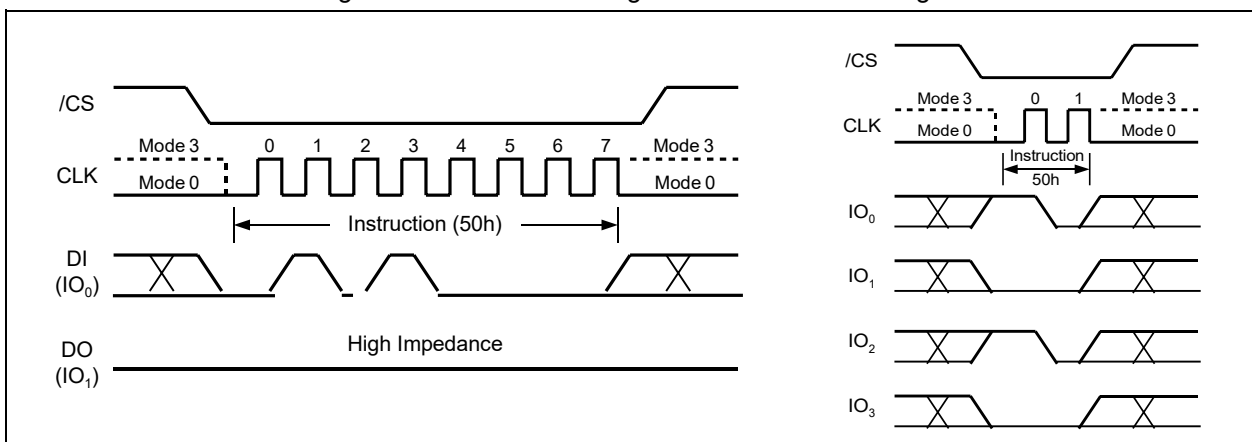 /CS
Mode 3
0 1 2 3 4 5 6 7
Mode 3
CLK
Mode 0
Mode 0
Instruction (50h)
DI
(IO₀)
DO
(IO₁)
High Impedance
/CS
Mode 3
0 1
Mode 3
CLK
Mode 0
Mode 0
Instruction
50h
IO₀
IO₁
IO₂
IO₃